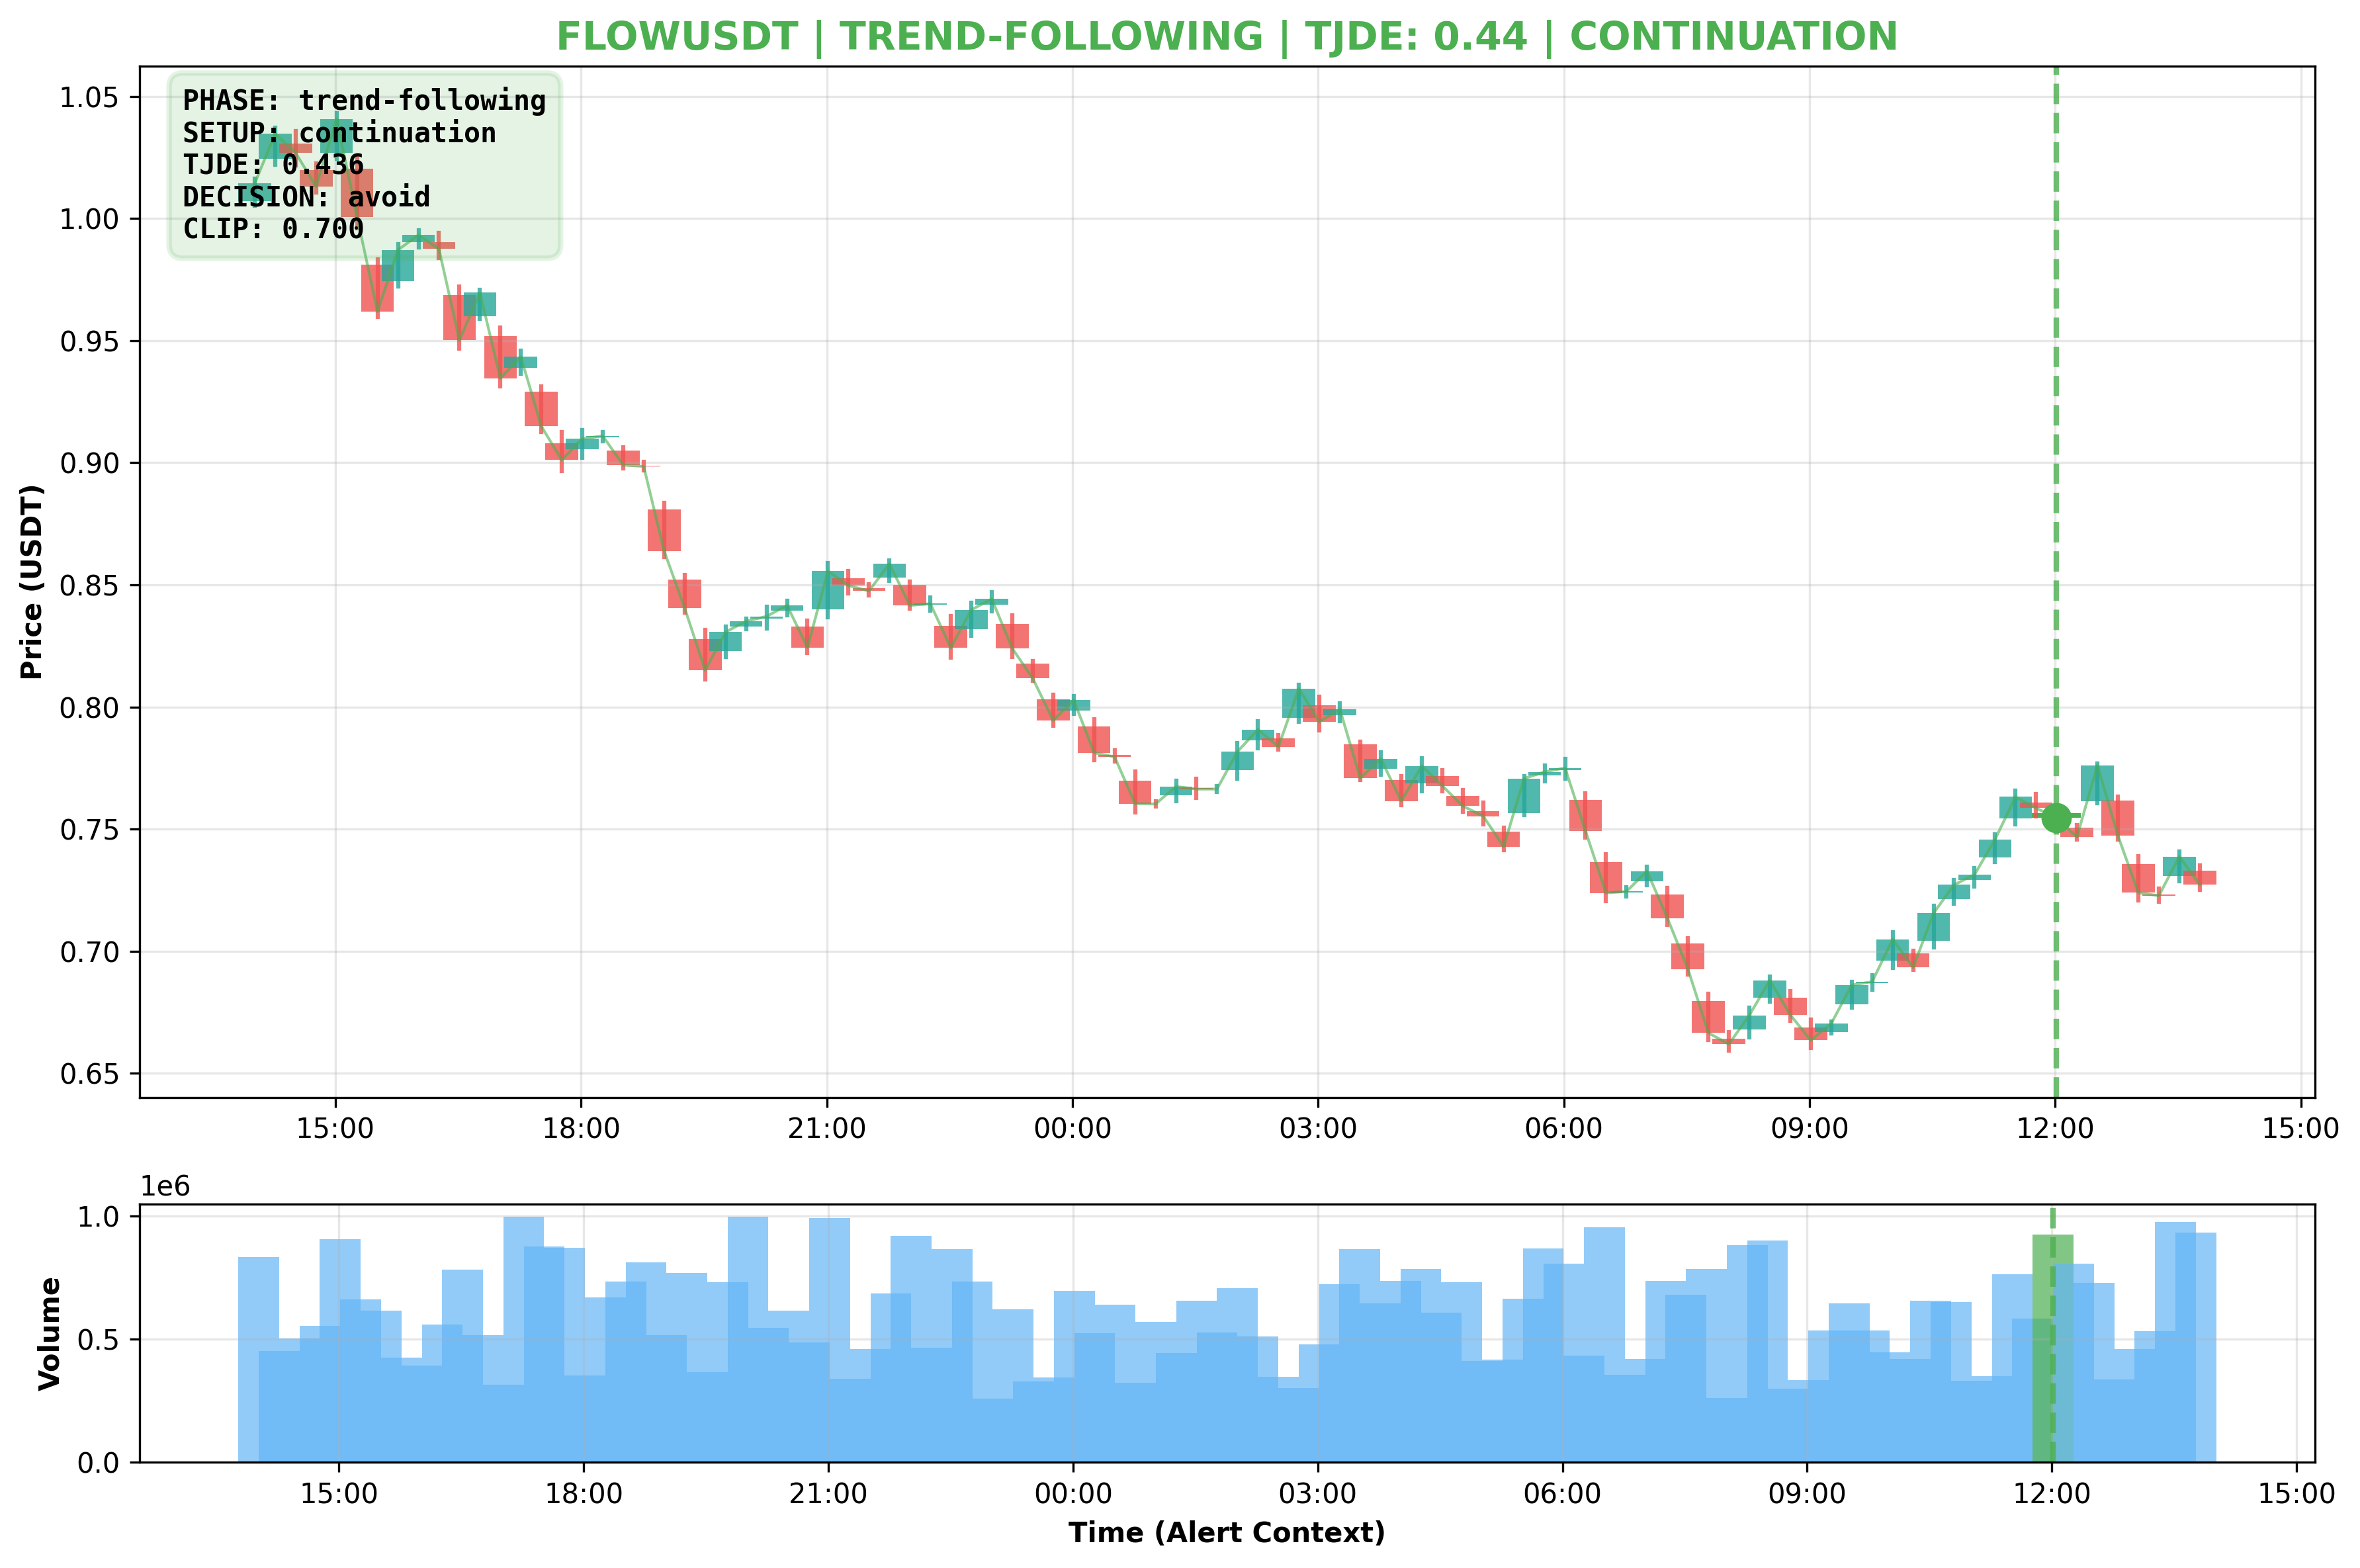 FLOWUSDT | TREND-FOLLOWING | TJDE: 0.44 | CONTINUATION
PHASE: trend-following
SETUP: continuation
TJDE: 0.436
DECISION: avoid
CLIP: 0.700
Price (USDT)
1.05
1.00
0.95
0.90
0.85
0.80
0.75
0.70
0.65
15:00 18:00 21:00 00:00 03:00 06:00 09:00 12:00 15:00
1e6
Volume
1.0
0.5
0.0
15:00 18:00 21:00 00:00 03:00 06:00 09:00 12:00 15:00
Time (Alert Context)